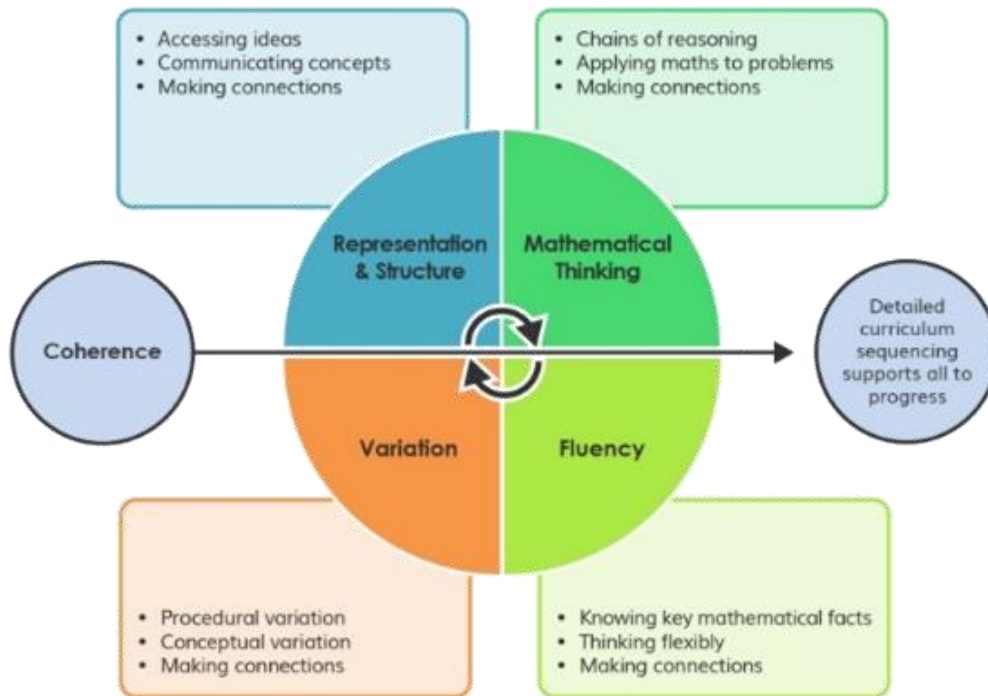 • Accessing ideas
• Communicating concepts
• Making connections
• Chains of reasoning
• Applying maths to problems
• Making connections
Representation
& Structure
Mathematical
Thinking
Coherence
Detailed
curriculum
sequencing
supports all to
progress
Variation
Fluency
• Procedural variation
• Conceptual variation
• Making connections
• Knowing key mathematical facts
• Thinking flexibly
• Making connections